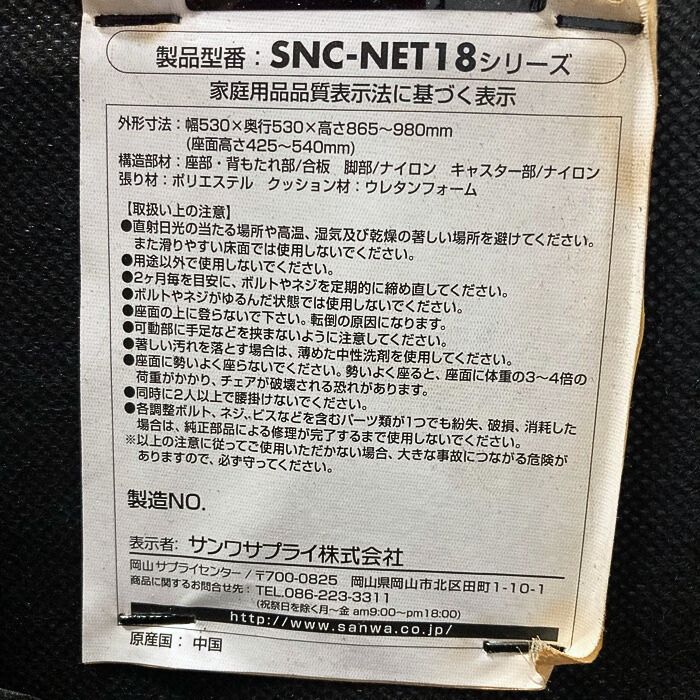 製品型番：SNC-NET18シリーズ
家庭用品品質表示法に基づく表示
外形寸法：幅530×奥行530×高さ865～980mm
(座面高さ425～540mm)
構造部材：座部・背もたれ部/合板 脚部/ナイロン キャスター部/ナイロン
張り材：ポリエステル クッション材：ウレタンフォーム
【取扱い上の注意】
●直射日光の当たる場所や高温、湿気及び乾燥の著しい場所を避けてください。
また滑りやすい床面では使用しないでください。
●用途以外で使用しないでください。
●2ヶ月毎を目安に、ボルトやネジを定期的に締め直してください。
●ボルトやネジがゆるんだ状態では使用しないでください。
●座面の上に登らないで下さい。転倒の原因になります。
●可動部に手足などを挟まないように注意してください。
●著しい汚れを落とす場合は、薄めた中性洗剤を使用してください。
●座面に勢いよく座らないでください。勢いよく座ると、座面に体重の3～4倍の
荷重がかかり、チェアが破壊される恐れがあります。
●同時に2人以上で腰掛けないでください。
●各調整ボルト、ネジ、ビスなどを含むパーツ類が1つでも紛失、破損、消耗した
場合は、純正部品による修理が完了するまで使用しないでください。
※以上の注意に従ってご使用いただかない場合、大きな事故につながる危険が
ありますので、必ず守ってください。
製造NO.
表示者：サンワサプライ株式会社
岡山サプライセンター/〒700-0825 岡山県岡山市北区田町1-10-1
商品に関するお問合せ先：TEL.086-223-3311
(祝祭日を除く月～金 am9:00～pm18:00)
http://www.sanwa.co.jp/
原産国：中国